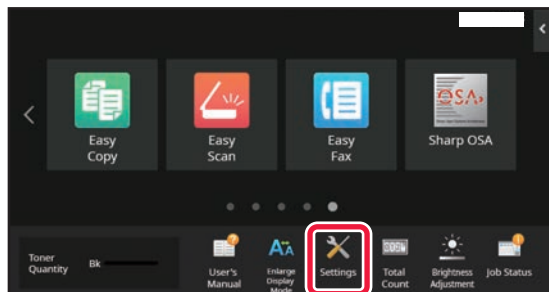 Easy
Copy
Easy
Scan
Easy
Fax
OSA
Sharp OSA
Toner
Quantity
Bk
User's
Manual
Enlarge
Display
Mode
Settings
Total
Count
Brightness
Adjustment
Job Status